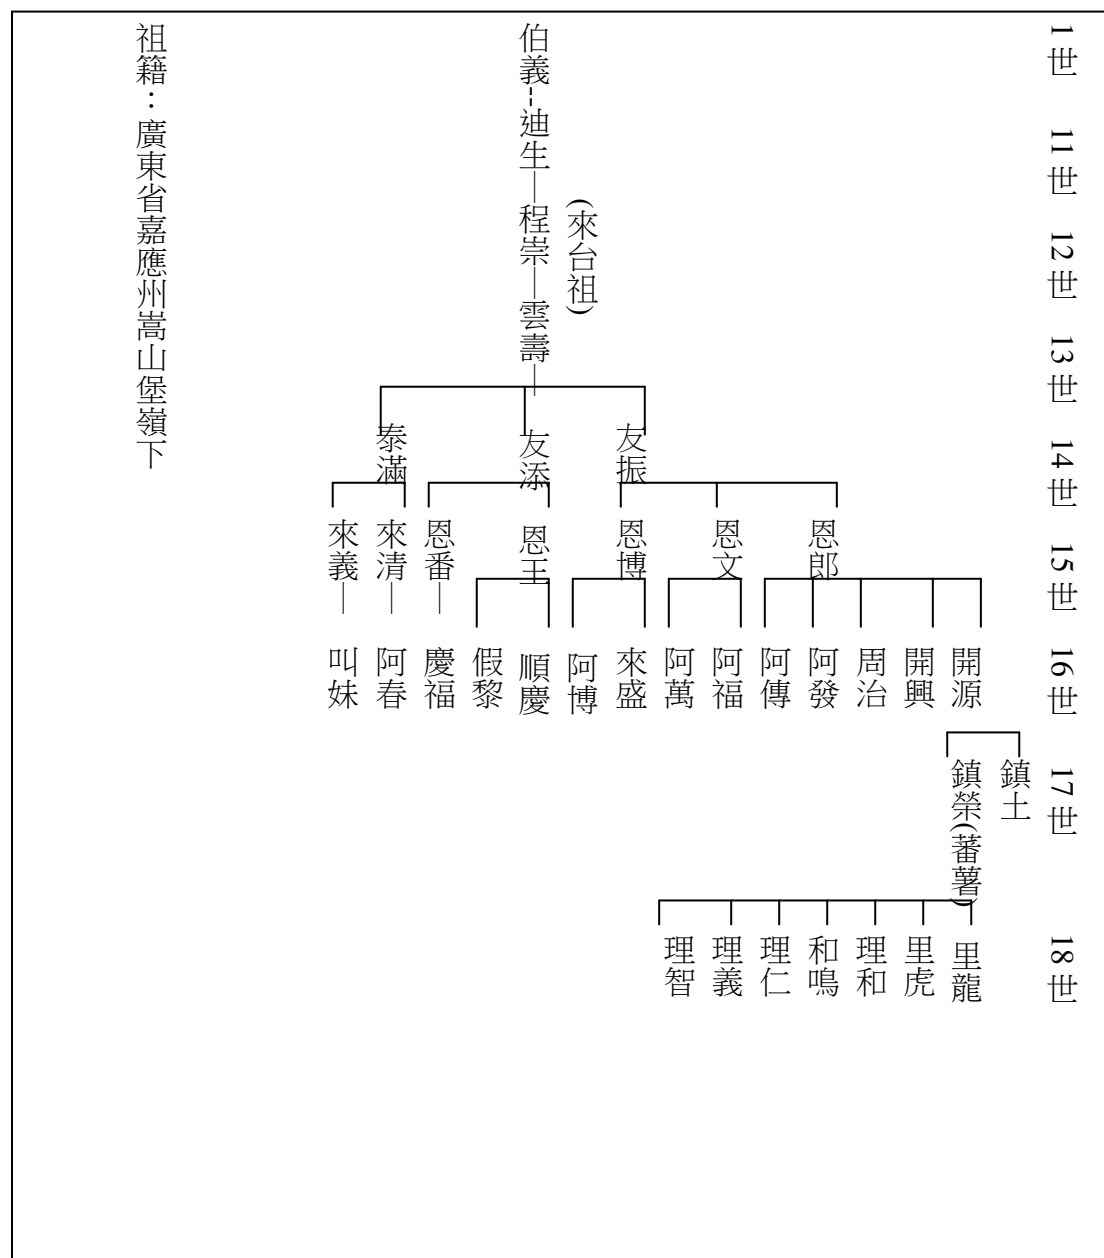 1世
11世
12世
13世
14世
15世
16世
17世
18世
伯義--迪生—程崇—雲壽—
(來台祖)
友振
友添
泰滿
恩郎
恩文
恩博
恩王
恩番—
來清—
來義—
開源
開興
周治
阿發
阿傳
阿福
阿萬
來盛
阿博
順慶
假黎
慶福
阿春
叫妹
鎮土
鎮榮(蕃薯)
里龍
里虎
理和
和鳴
理仁
理義
理智
祖籍：廣東省嘉應州嵩山堡嶺下